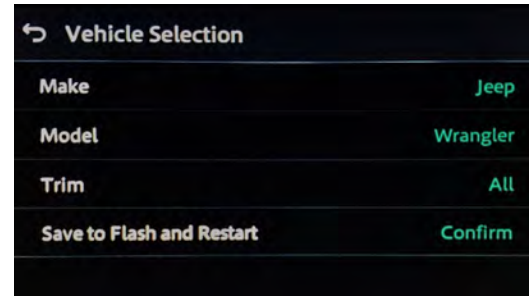 Vehicle Selection
Make Jeep
Model Wrangler
Trim All
Save to Flash and Restart Confirm